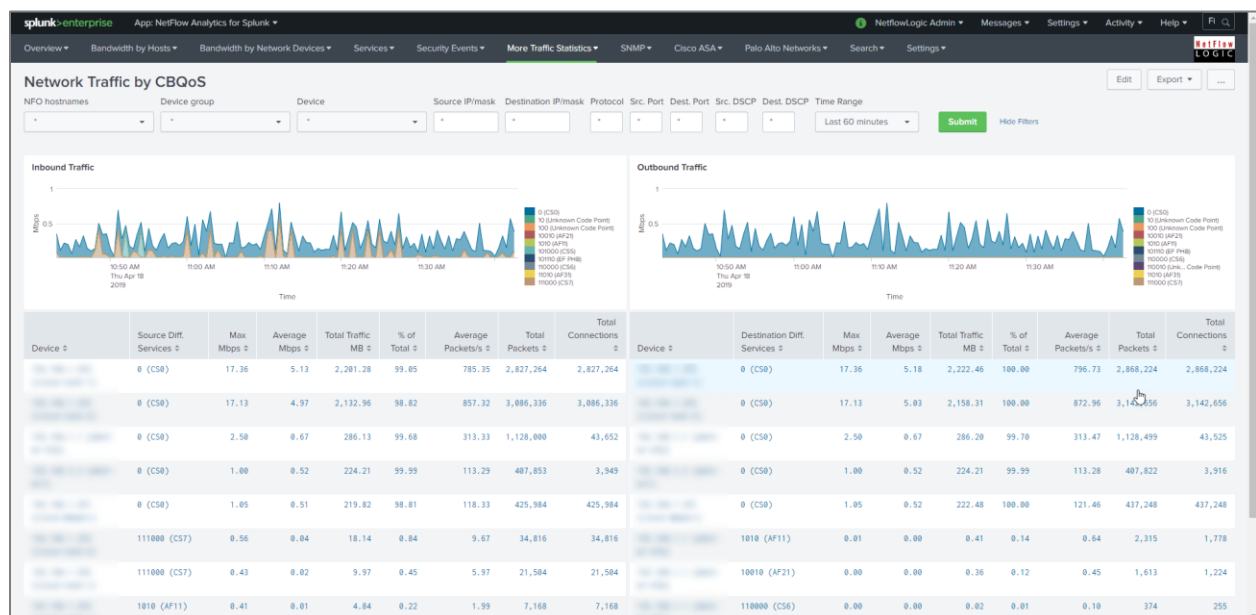 splunk>enterprise App: NetFlow Analytics for Splunk NetflowLogic Admin Messages Settings Activity Help Fi
Overview Bandwidth by Hosts Bandwidth by Network Devices Services Security Events More Traffic Statistics SNMP Cisco ASA Palo Alto Networks Search Settings NetFlow LOGIC
Network Traffic by CBQoS
Edit Export ...
NFO hostnames Device group Device Source IP/mask Destination IP/mask Protocol Src. Port Dest. Port Src. DSCP Dest. DSCP Time Range
* * * * * * * * * * Last 60 minutes Submit Hide Filters
Inbound Traffic
1
0.5
Mbps
10:50 AM 11:00 AM 11:10 AM 11:20 AM 11:30 AM
Thu Apr 18
2019
Time
0 (CS0)
10 (Unknown Code Point)
100 (Unknown Code Point)
10010 (AF21)
1010 (AF11)
101000 (CS5)
101110 (EF PHB)
110000 (CS6)
11010 (AF31)
111000 (CS7)
Outbound Traffic
1
0.5
Mbps
10:50 AM 11:00 AM 11:10 AM 11:20 AM 11:30 AM
Thu Apr 18
2019
Time
0 (CS0)
10 (Unknown Code Point)
100 (Unknown Code Point)
10010 (AF21)
1010 (AF11)
101110 (EF PHB)
110000 (CS6)
110010 (Unk... Code Point)
11010 (AF31)
111000 (CS7)
Device Source Diff. Services Max Mbps Average Mbps Total Traffic MB % of Total Average Packets/s Total Packets Total Connections
0 (CS0) 17.36 5.13 2,201.28 99.05 785.35 2,827,264 2,827,264
0 (CS0) 17.13 4.97 2,132.96 98.82 857.32 3,086,336 3,086,336
0 (CS0) 2.50 0.67 286.13 99.68 313.33 1,128,000 43,652
0 (CS0) 1.00 0.52 224.21 99.99 113.29 407,853 3,949
0 (CS0) 1.05 0.51 219.82 98.81 118.33 425,984 425,984
111000 (CS7) 0.56 0.04 18.14 0.84 9.67 34,816 34,816
111000 (CS7) 0.43 0.02 9.97 0.45 5.97 21,504 21,504
1010 (AF11) 0.41 0.01 4.84 0.22 1.99 7,168 7,168
Device Destination Diff. Services Max Mbps Average Mbps Total Traffic MB % of Total Average Packets/s Total Packets Total Connections
0 (CS0) 17.36 5.18 2,222.46 100.00 796.73 2,868,224 2,868,224
0 (CS0) 17.13 5.03 2,158.31 100.00 872.96 3,142,656 3,142,656
0 (CS0) 2.50 0.67 286.20 99.70 313.47 1,128,499 43,525
0 (CS0) 1.00 0.52 224.21 99.99 113.28 407,822 3,916
0 (CS0) 1.05 0.52 222.48 100.00 121.46 437,248 437,248
1010 (AF11) 0.01 0.00 0.41 0.14 0.64 2,315 1,778
10010 (AF21) 0.00 0.00 0.36 0.12 0.45 1,613 1,224
110000 (CS6) 0.00 0.00 0.02 0.01 0.10 374 255